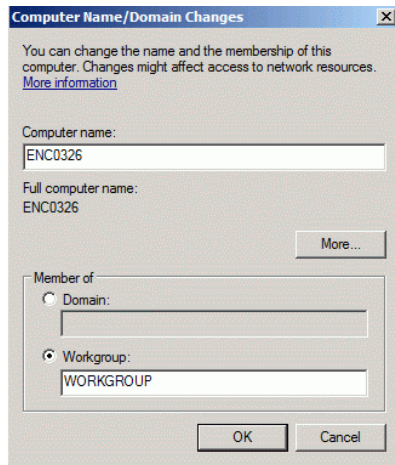 Computer Name/Domain Changes
You can change the name and the membership of this
computer. Changes might affect access to network resources.
More information
Computer name:
ENC0326
Full computer name:
ENC0326
More...
Member of
Domain:
Workgroup:
WORKGROUP
OK Cancel